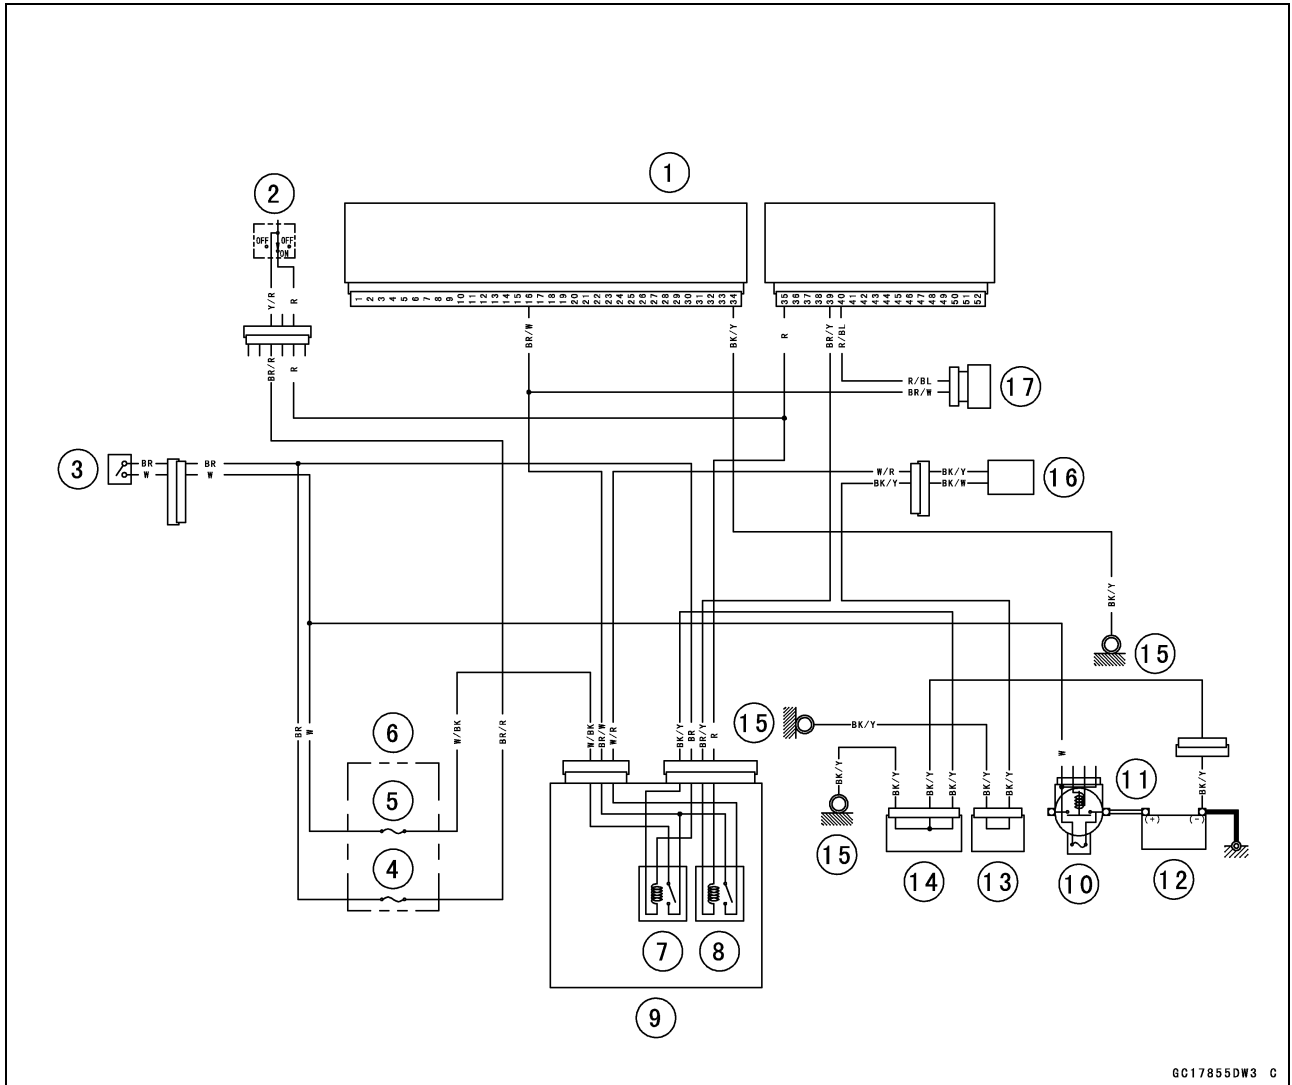 1
2
OFF OFF
ON
Y/R R
1 2 3 4 5 6 7 8 9 10 11 12 13 14 15 16 17 18 19 20 21 22 23 24 25 26 27 28 29 30 31 32 33 34
35 36 37 38 39 40 41 42 43 44 45 46 47 48 49 50 51 52
BR/W BK/Y R BR/Y R/BL
BR/R R
R/BL
BR/W
17
3
BR BR
W W
W/R BK/Y
BK/Y BK/W
16
BK/Y
15
BR W W/BK BR/R W/BK BR/W W/R BK/Y BR BR/Y R
6
15
BK/Y
W
BK/Y BK/Y BK/Y BK/Y BK/Y BK/Y
11
5
(+) (-)
4
15
14
13
10
12
7
8
9
GC17855DW3 C